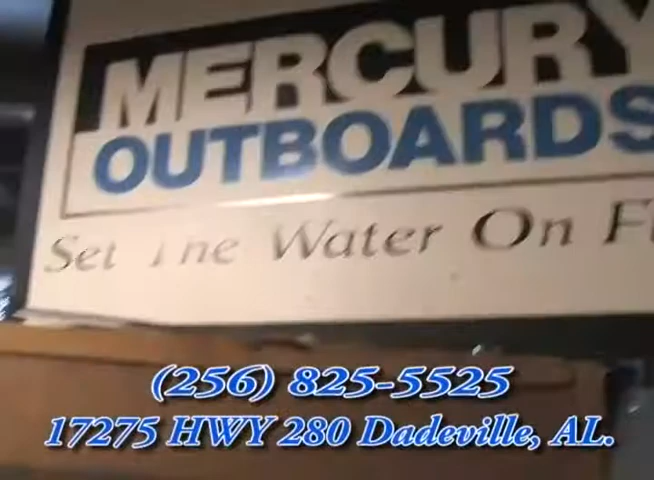 MERCURY
OUTBOARDS
Set The Water On
(256) 825-5525
17275 HWY 280 Dadeville, AL.